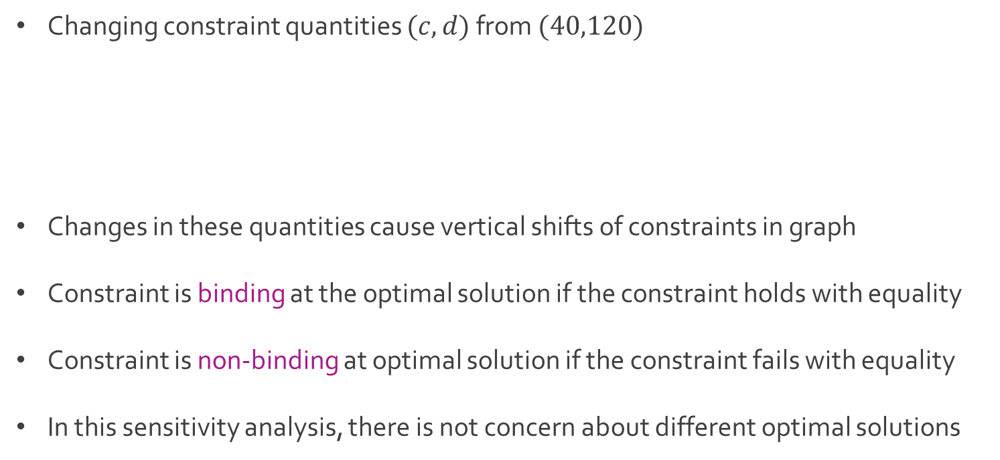 • Changing constraint quantities (c, d) from (40,120)
• Changes in these quantities cause vertical shifts of constraints in graph
• Constraint is binding at the optimal solution if the constraint holds with equality
• Constraint is non-binding at optimal solution if the constraint fails with equality
• In this sensitivity analysis, there is not concern about different optimal solutions